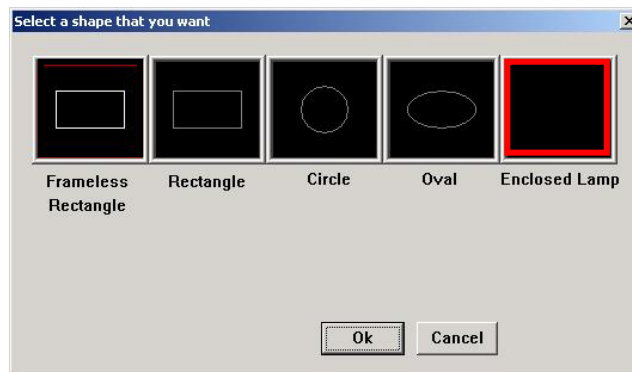 Select a shape that you want
Frameless
Rectangle
Rectangle
Circle
Oval
Enclosed Lamp
Ok
Cancel